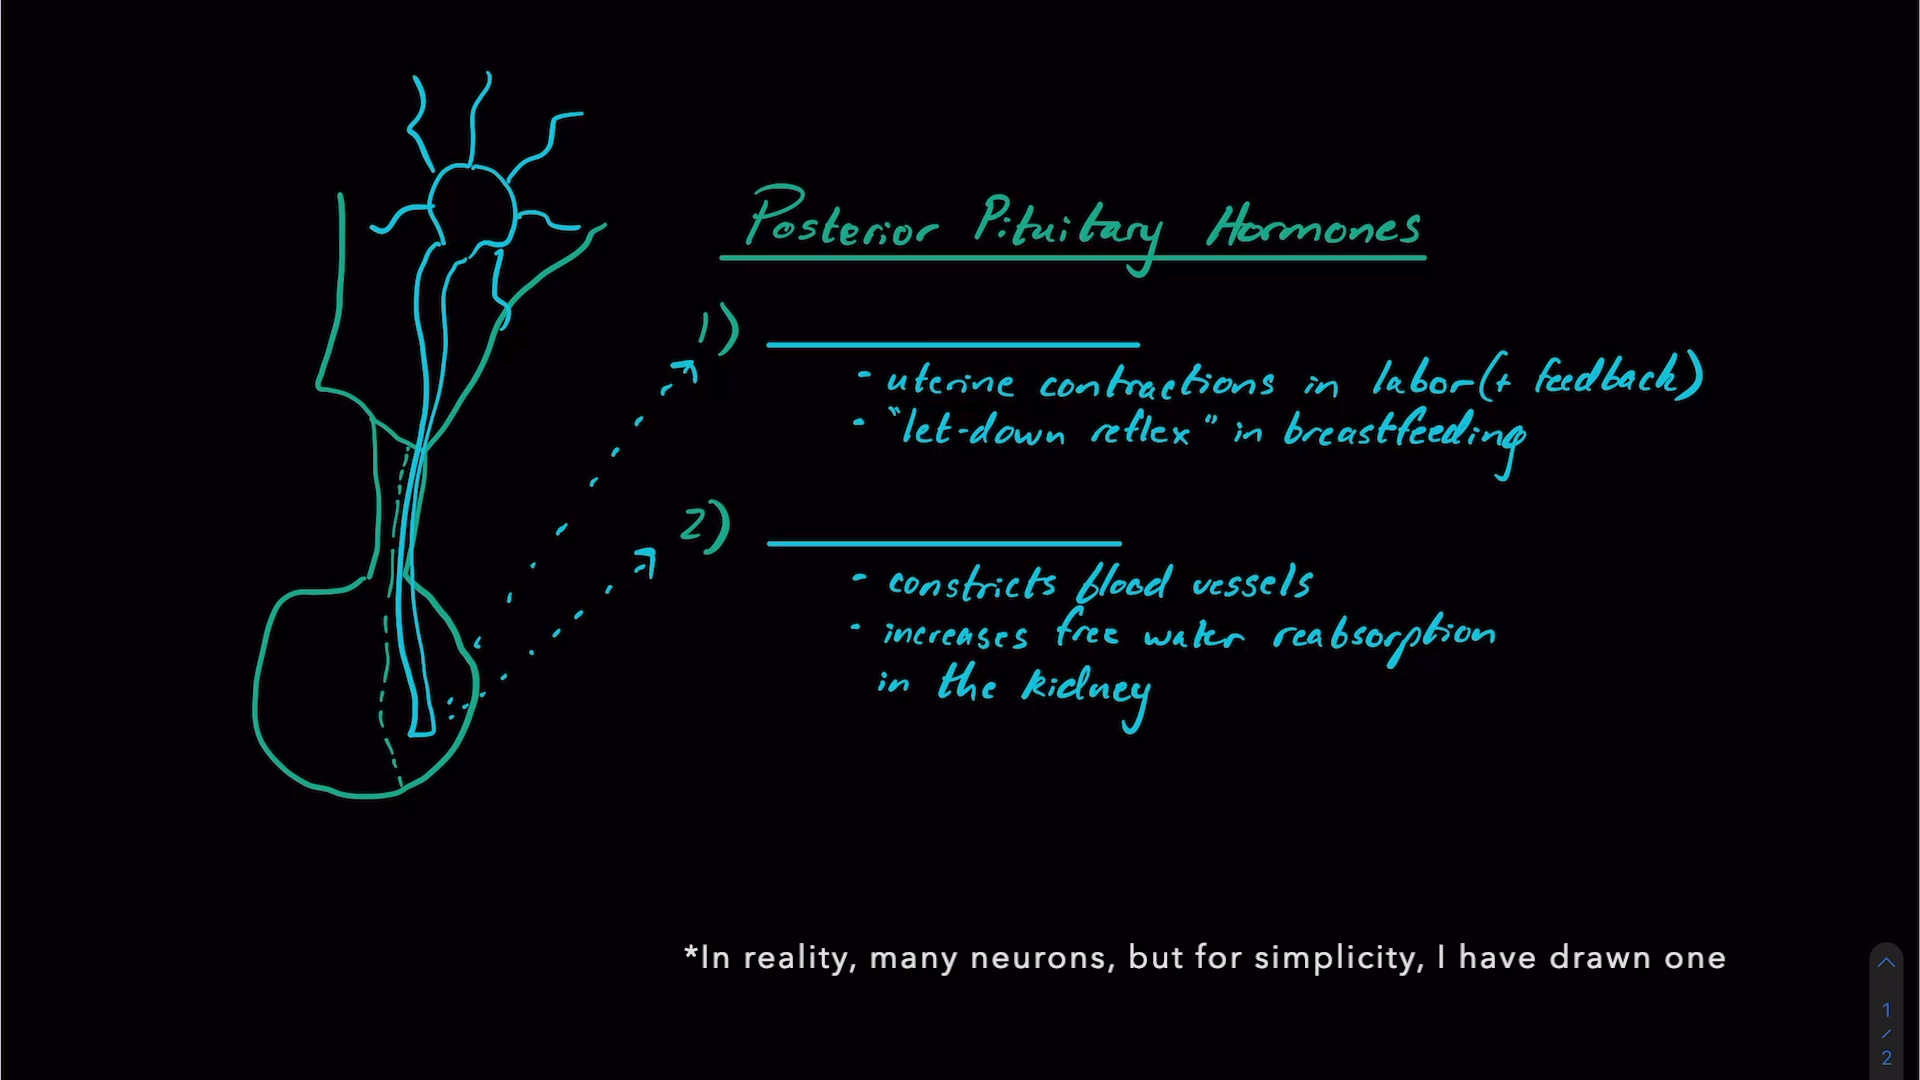 Posterior Pituitary Hormones
1)
- uterine contractions in labor (+ feedback)
- "let-down reflex" in breastfeeding
2)
- constricts blood vessels
- increases free water reabsorption
in the kidney
*In reality, many neurons, but for simplicity, I have drawn one
1
/
2